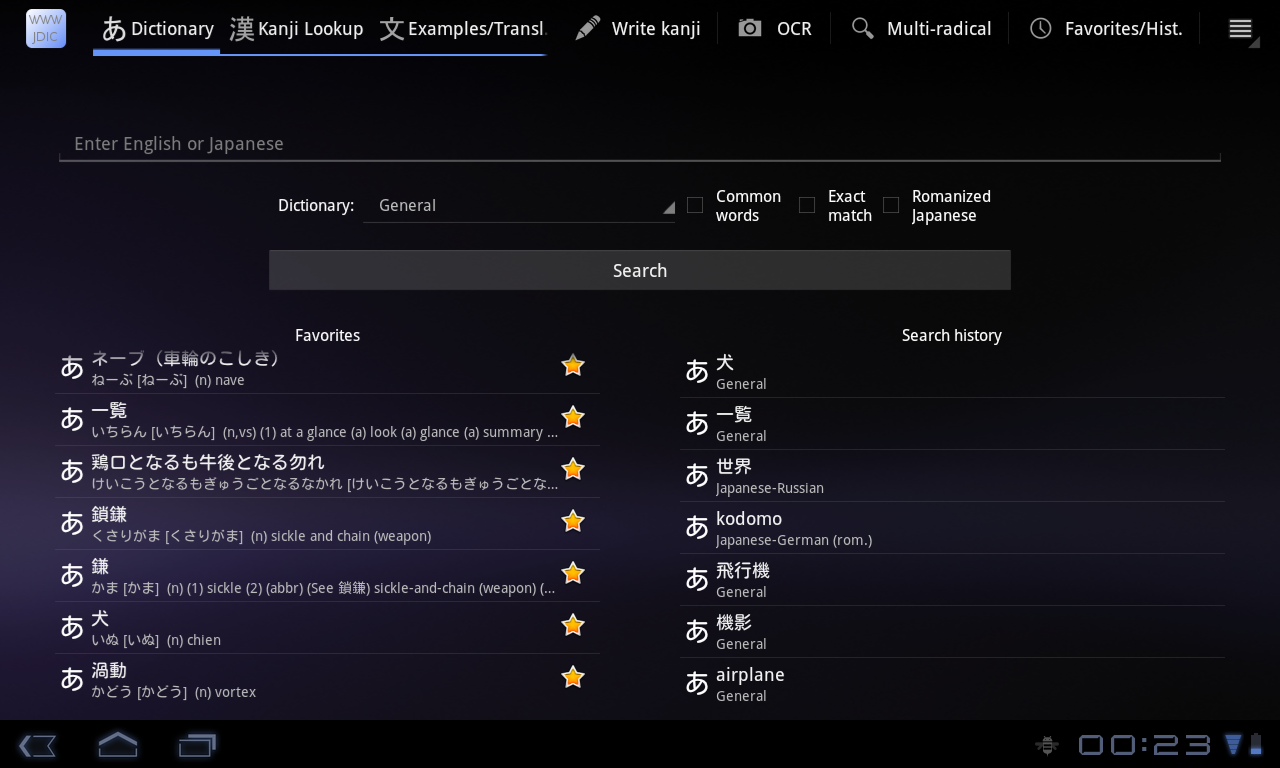 WWW
JDIC
あ Dictionary
漢 Kanji Lookup
文 Examples/Transl
Write kanji
OCR
Multi-radical
Favorites/Hist.
Enter English or Japanese
Dictionary:
General
Common
words
Exact
match
Romanized
Japanese
Search
Favorites
あ ネーブ（車輪のこしき）
ねーぶ [ねーぶ] (n) nave
あ 一覧
いちらん [いちらん] (n,vs) (1) at a glance (a) look (a) glance (a) summary ...
あ 鶏口となるも牛後となる勿れ
けいこうとなるもぎゅうごとなるなかれ [けいこうとなるもぎゅうごとな...
あ 鎖鎌
くさりがま [くさりがま] (n) sickle and chain (weapon)
あ 鎌
かま [かま] (n) (1) sickle (2) (abbr) (See 鎖鎌) sickle-and-chain (weapon) (...
あ 犬
いぬ [いぬ] (n) chien
あ 渦動
かどう [かどう] (n) vortex
Search history
あ 犬
General
あ 一覧
General
あ 世界
Japanese-Russian
あ kodomo
Japanese-German (rom.)
あ 飛行機
General
あ 機影
General
あ airplane
General
00:23